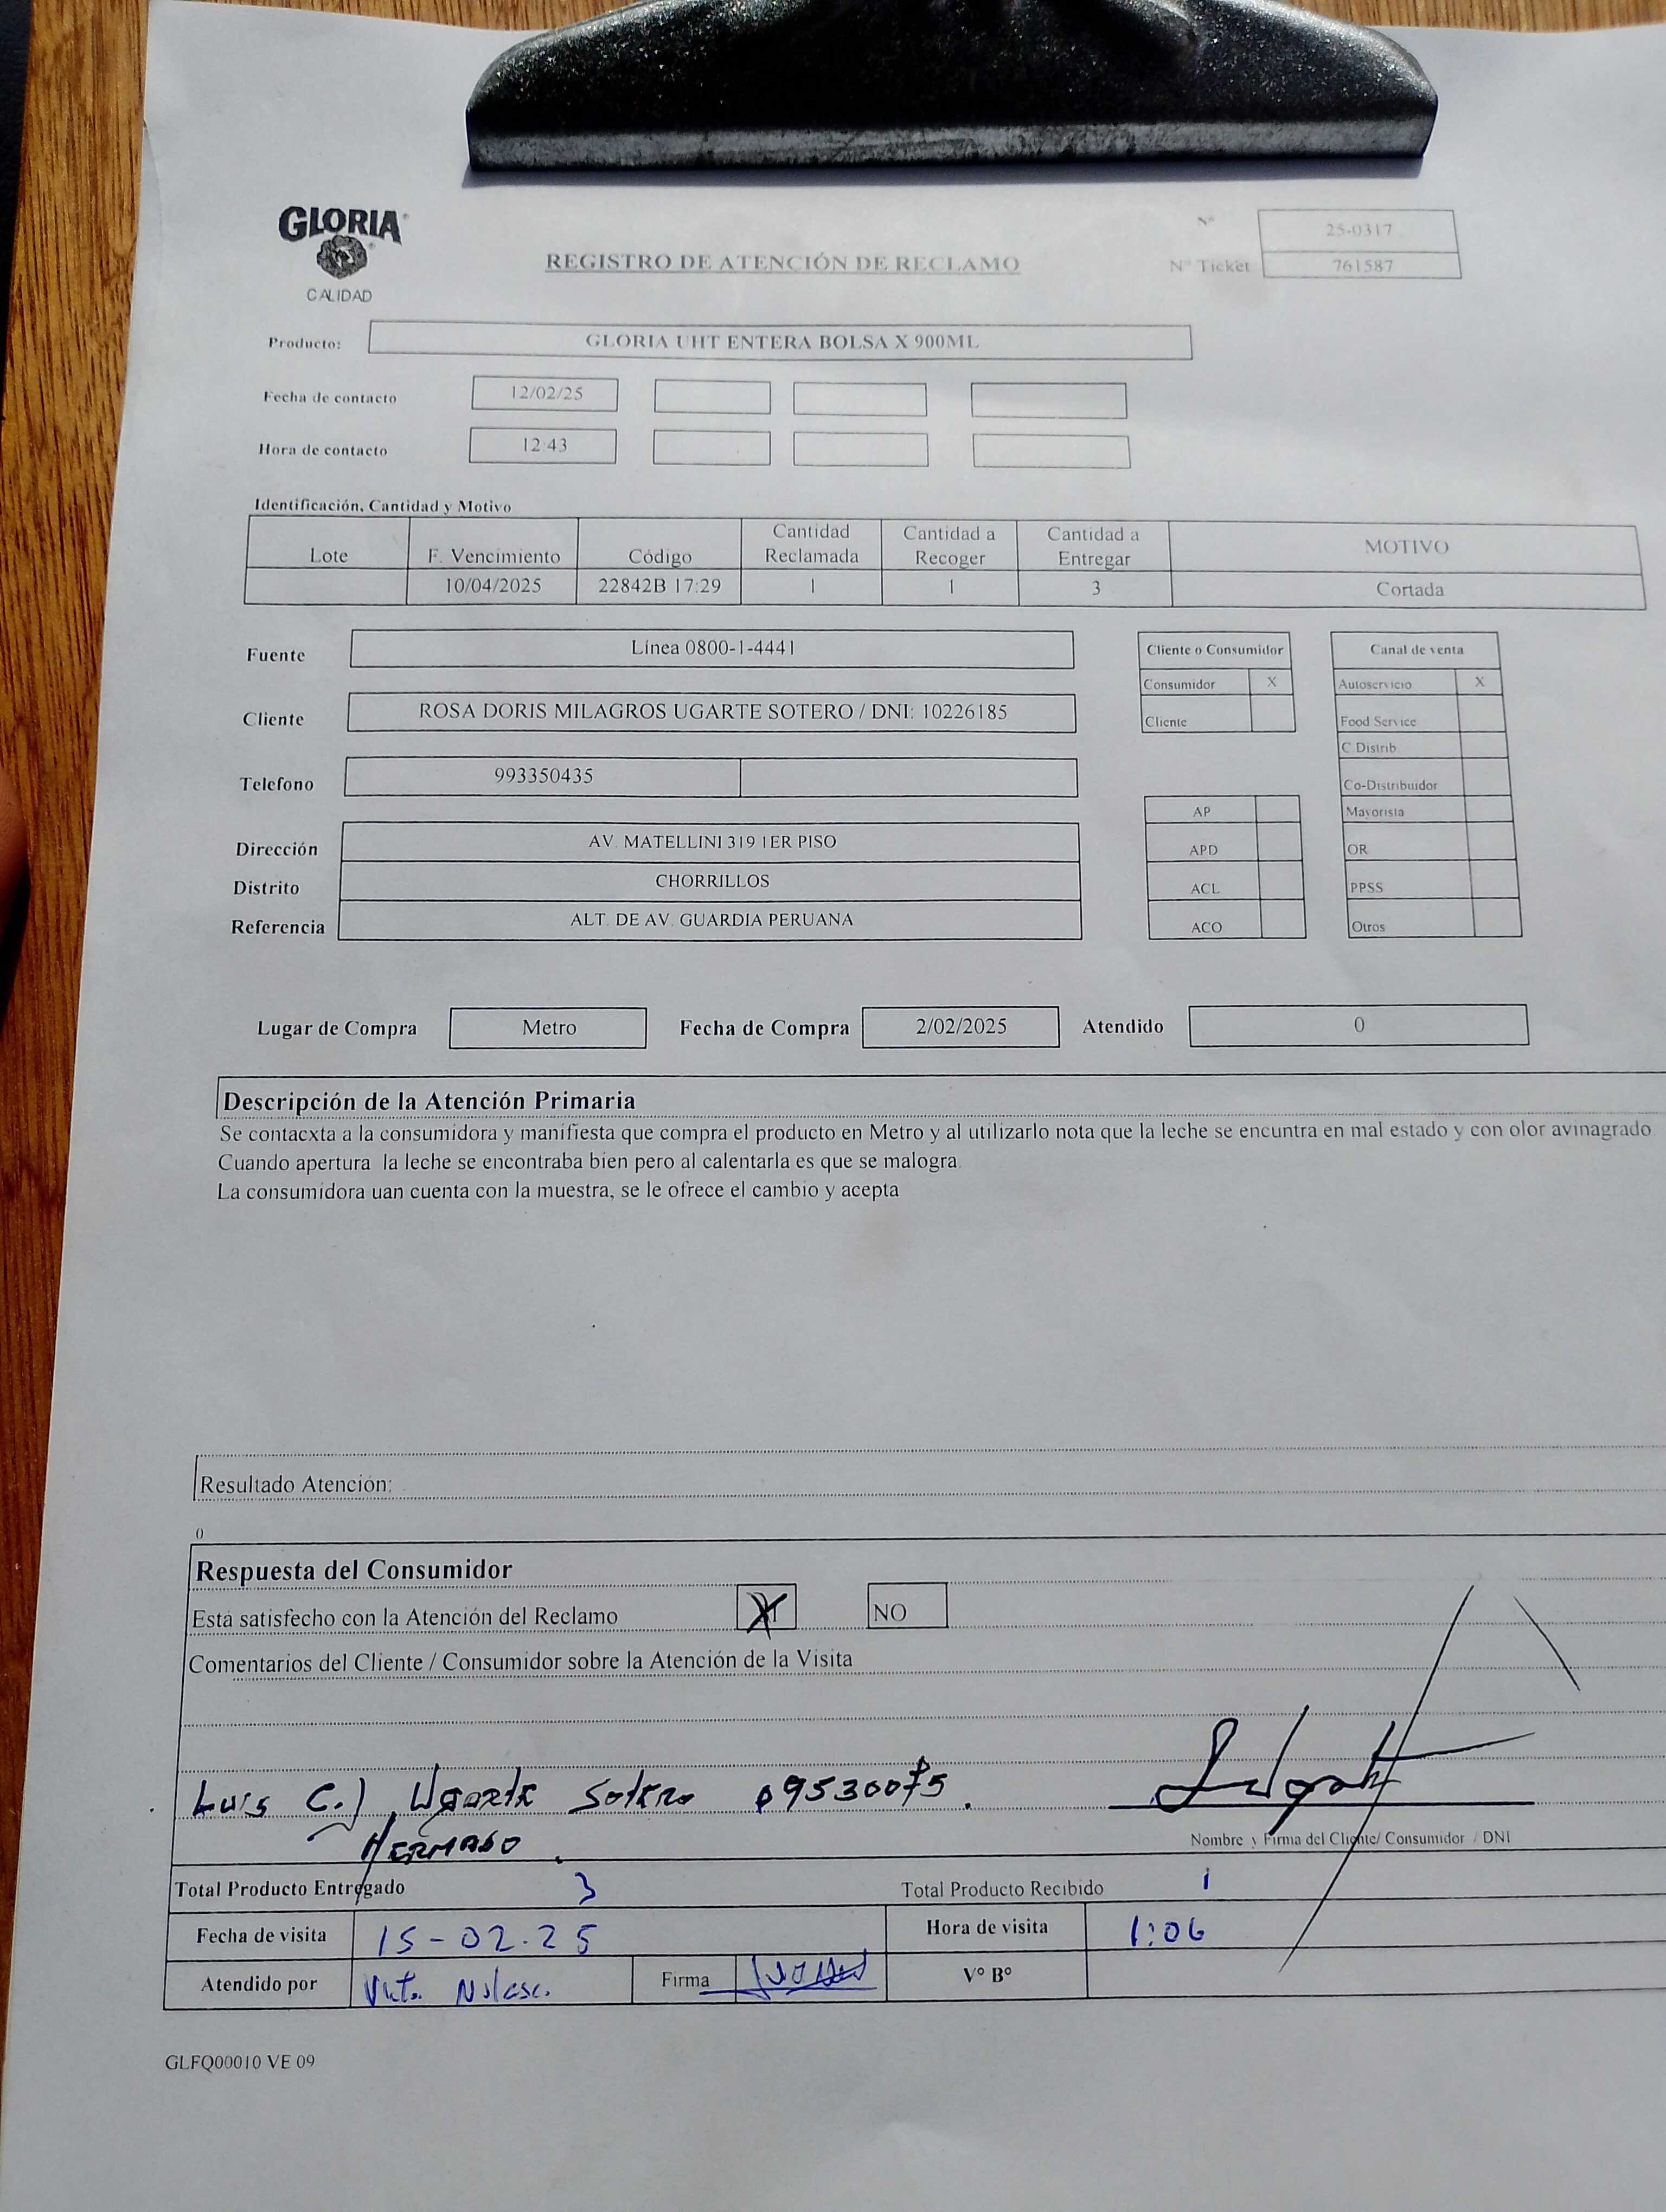 GLORIA
CALIDAD
REGISTRO DE ATENCIÓN DE RECLAMO
N° 25-0317
N° Ticket 761587
Producto: GLORIA UHT ENTERA BOLSA X 900ML
Fecha de contacto 12/02/25
Hora de contacto 12:43
Identificación, Cantidad y Motivo
Lote F. Vencimiento Código Cantidad Reclamada Cantidad a Recoger Cantidad a Entregar MOTIVO
10/04/2025 22842B 17:29 1 1 3 Cortada
Fuente Línea 0800-1-4441
Cliente ROSA DORIS MILAGROS UGARTE SOTERO / DNI: 10226185
Telefono 993350435
Dirección AV. MATELLINI 319 1ER PISO
Distrito CHORRILLOS
Referencia ALT. DE AV. GUARDIA PERUANA
Cliente o Consumidor
Consumidor X
Cliente
AP
APD
ACL
ACO
Canal de venta
Autoservicio X
Food Service
C.Distrib
Co-Distribuidor
Mayorista
OR
PPSS
Otros
Lugar de Compra Metro Fecha de Compra 2/02/2025 Atendido 0
Descripción de la Atención Primaria
Se contacxta a la consumidora y manifiesta que compra el producto en Metro y al utilizarlo nota que la leche se encuntra en mal estado y con olor avinagrado
Cuando apertura la leche se encontraba bien pero al calentarla es que se malogra.
La consumidora uan cuenta con la muestra, se le ofrece el cambio y acepta
Resultado Atención:
0
Respuesta del Consumidor
Está satisfecho con la Atención del Reclamo X NO
Comentarios del Cliente / Consumidor sobre la Atención de la Visita
Luis C.) Ugarte Sotero 09530075.
HERMANO.
Nombre y Firma del Cliente/ Consumidor / DNI
Total Producto Entregado 3 Total Producto Recibido 1
Fecha de visita 15-02-25 Hora de visita 1:06
Atendido por Firma V° B°
GLFQ00010 VE 09